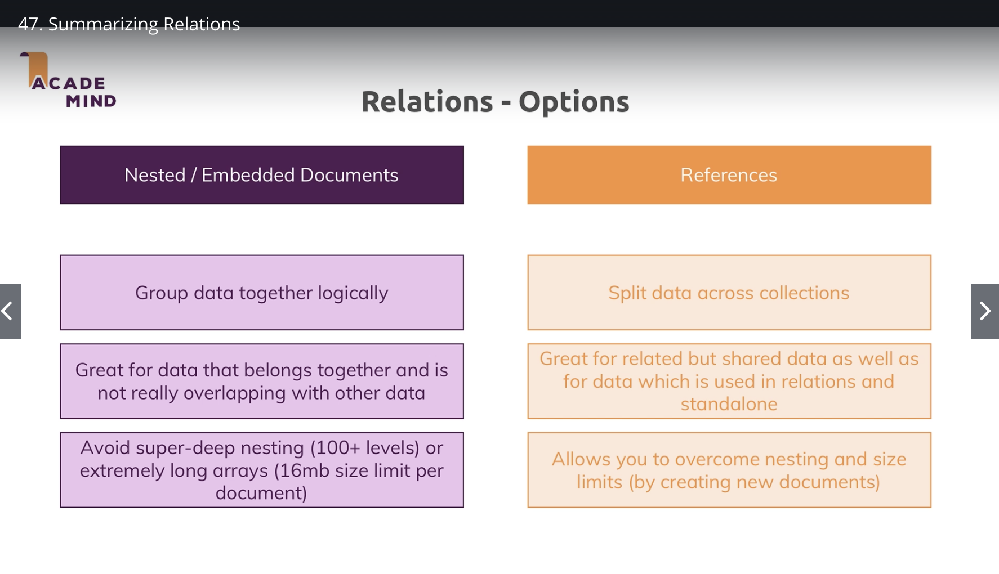 47. Summarizing Relations
ACADE
MIND
Relations - Options
Nested / Embedded Documents
References
Group data together logically
Split data across collections
Great for data that belongs together and is
not really overlapping with other data
Great for related but shared data as well as
for data which is used in relations and
standalone
Avoid super-deep nesting (100+ levels) or
extremely long arrays (16mb size limit per
document)
Allows you to overcome nesting and size
limits (by creating new documents)